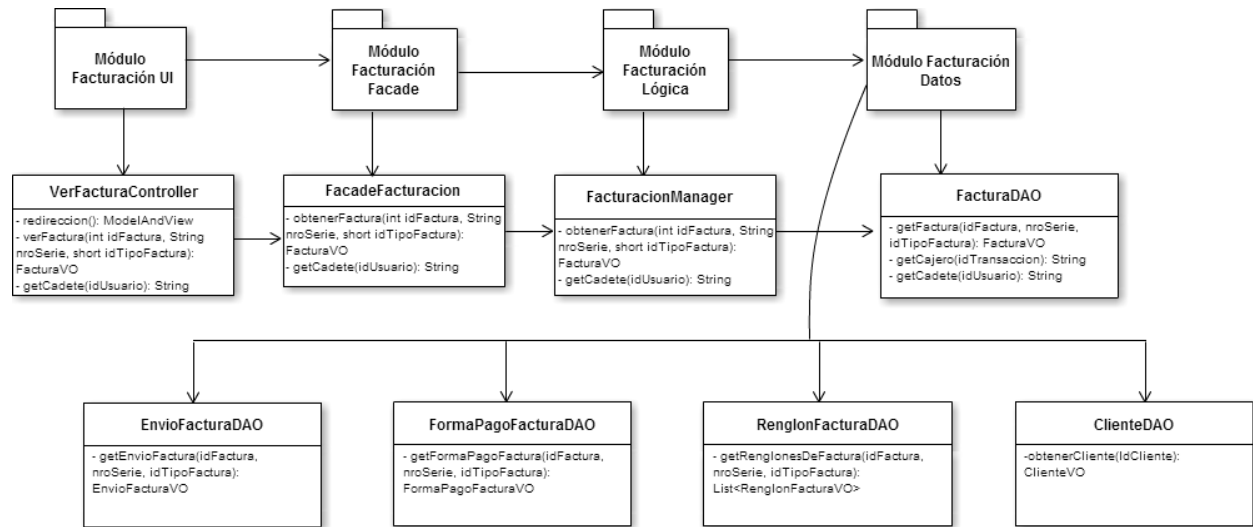 Módulo
Facturación UI
Módulo
Facturación
Facade
Módulo
Facturación
Lógica
Módulo Facturación
Datos
VerFacturaController
- redireccion(): ModelAndView
- verFactura(int idFactura, String
nroSerie, short idTipoFactura):
FacturaVO
- getCadete(idUsuario): String
FacadeFacturacion
- obtenerFactura(int idFactura, String
nroSerie, short idTipoFactura):
FacturaVO
- getCadete(idUsuario): String
FacturacionManager
- obtenerFactura(int idFactura, String
nroSerie, short idTipoFactura):
FacturaVO
- getCadete(idUsuario): String
FacturaDAO
- getFactura(idFactura, nroSerie,
idTipoFactura): FacturaVO
- getCajero(idTransaccion): String
- getCadete(idUsuario): String
EnvioFacturaDAO
- getEnvioFactura(idFactura,
nroSerie, idTipoFactura):
EnvioFacturaVO
FormaPagoFacturaDAO
- getFormaPagoFactura(idFactura,
nroSerie, idTipoFactura):
FormaPagoFacturaVO
RenglonFacturaDAO
- getRenglonesDeFactura(idFactura,
nroSerie, idTipoFactura):
List<RenglonFacturaVO>
ClienteDAO
-obtenerCliente(IdCliente):
ClienteVO